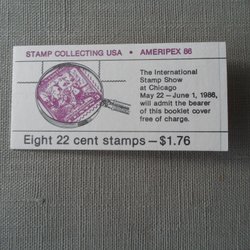 STAMP COLLECTING USA • AMERIPEX 86
The International
Stamp Show
at Chicago
May 22 – June 1, 1986,
will admit the bearer
of this booklet cover
free of charge.
Eight 22 cent stamps – $1.76